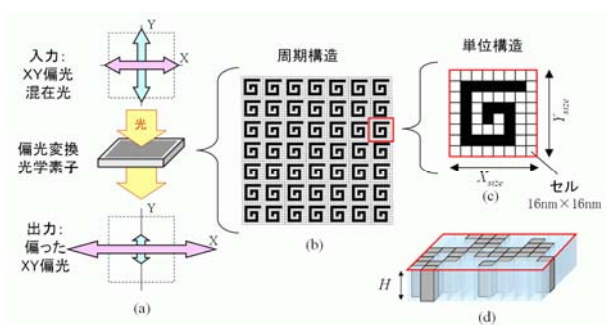 Y
X
入力:
XY偏光
混在光
光
偏光変換
光学素子
Y
X
出力:
偏った
XY偏光
(a)
周期構造
(b)
単位構造
Ysize
Xsize
セル
16nm×16nm
(c)
H
(d)